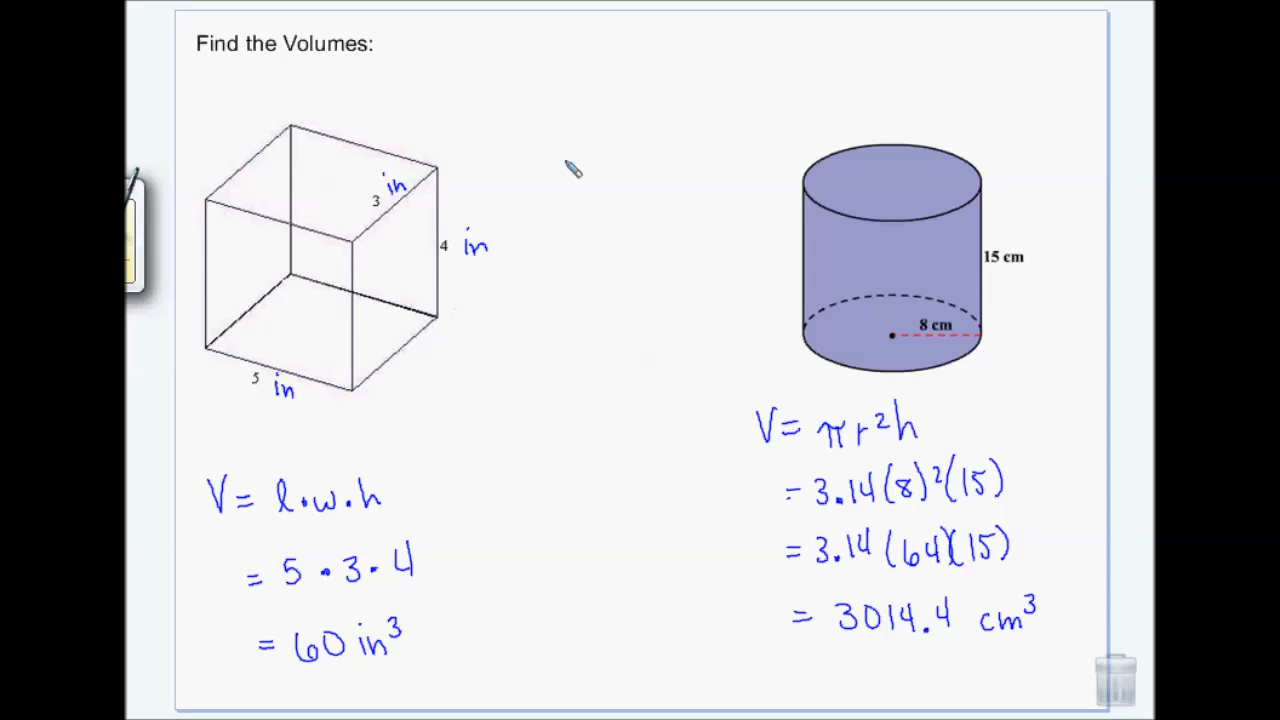 Find the Volumes:
3 in
4 in
5 in
V = l·w·h
= 5·3·4
= 60 in³
15 cm
8 cm
V = πr²h
= 3.14(8)²(15)
= 3.14(64)(15)
= 3014.4 cm³